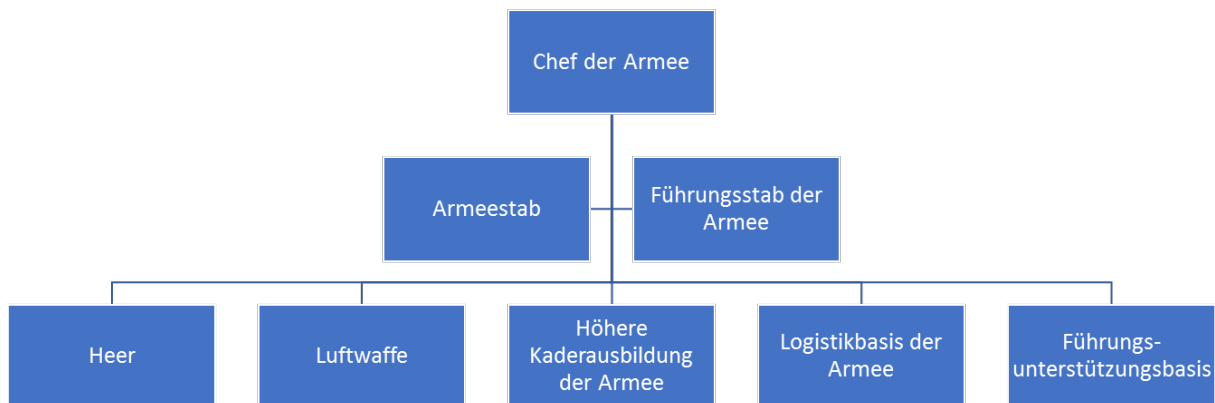 Chef der Armee
Armeestab
Führungsstab der
Armee
Heer
Luftwaffe
Höhere
Kaderausbildung
der Armee
Logistikbasis der
Armee
Führungs-
unterstützungsbasis